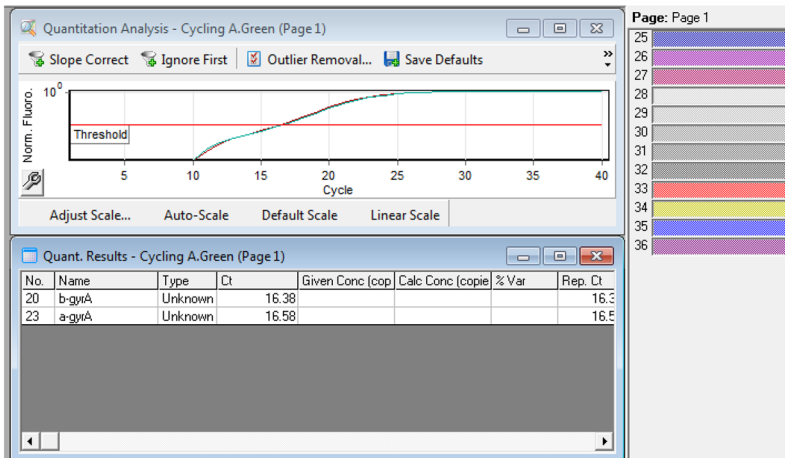 Quantitation Analysis - Cycling A.Green (Page 1)
Slope Correct Ignore First Outlier Removal... Save Defaults »
Norm. Fluoro.
10^0
Threshold
5 10 15 20 25 30 35 40
Cycle
Adjust Scale... Auto-Scale Default Scale Linear Scale
Quant. Results - Cycling A.Green (Page 1)
No. Name Type Ct Given Conc (cop Calc Conc (copie % Var Rep. Ct
20 b-gyrA Unknown 16.38 16.3
23 a-gyrA Unknown 16.58 16.5
Page: Page 1
25
26
27
28
29
30
31
32
33
34
35
36